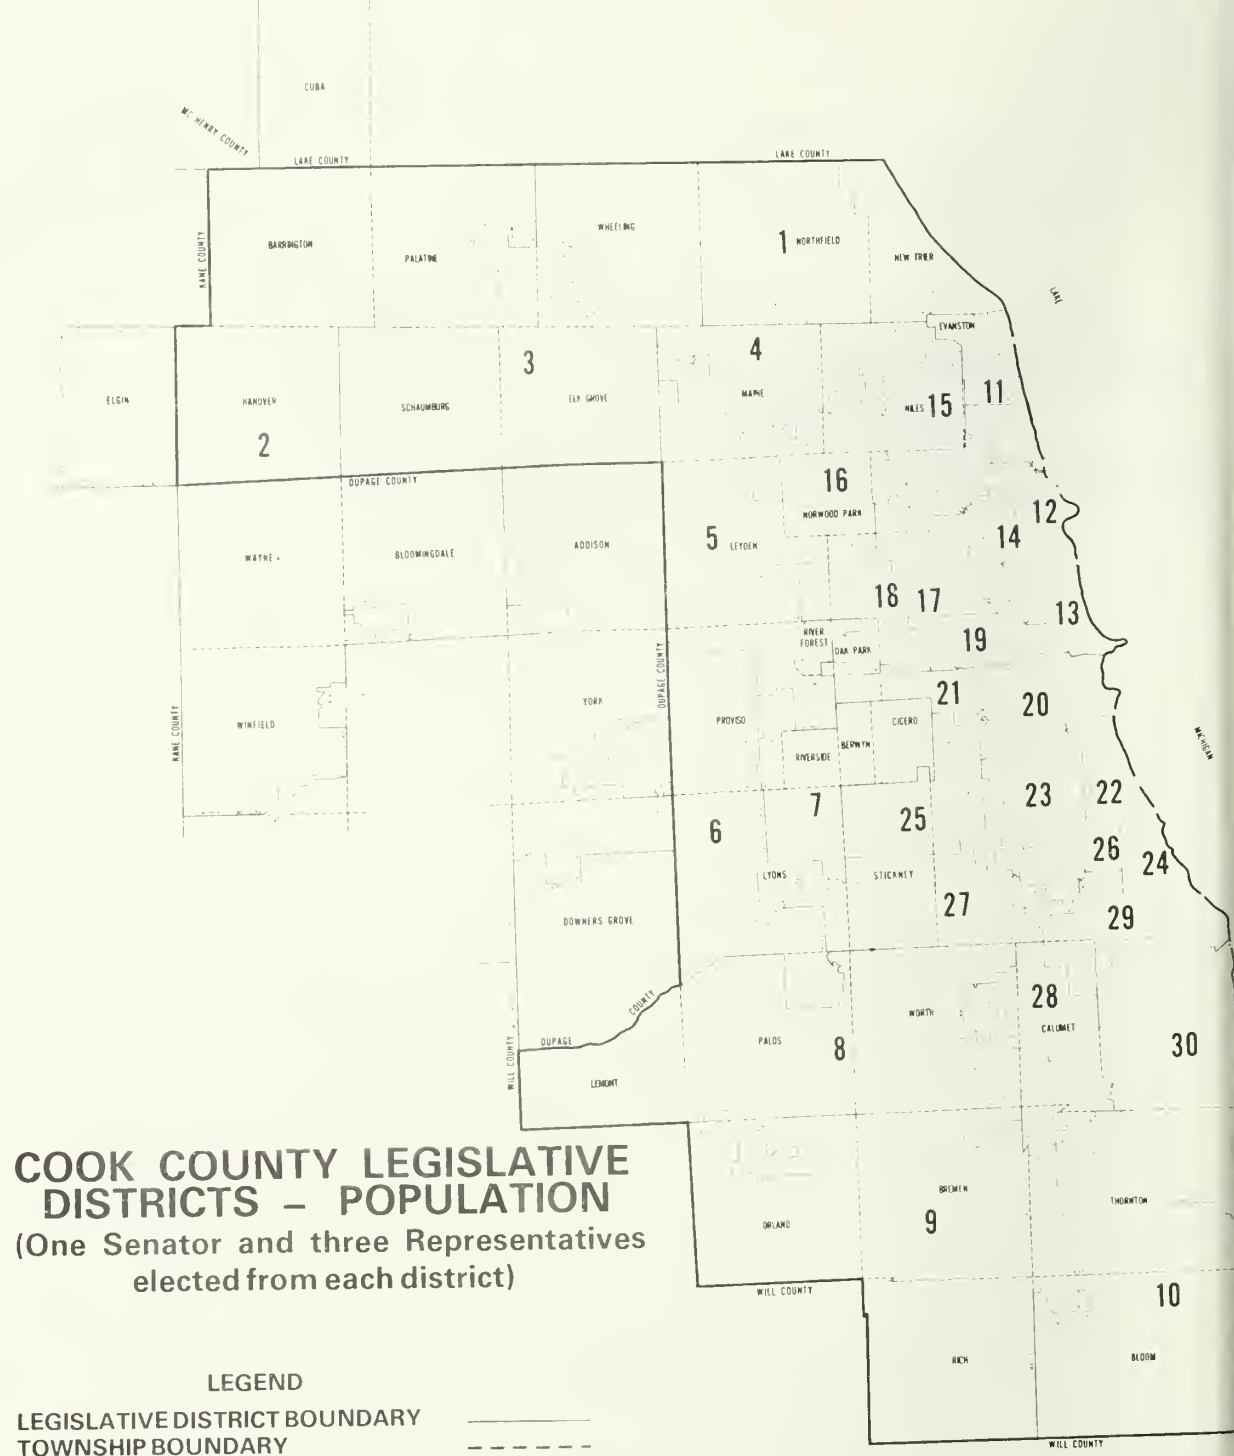 CUBA
MC HENRY COUNTY
LAKE COUNTY
LAKE COUNTY
KANE COUNTY
BARRINGTON
PALATINE
WHEELING
1 NORTHFIELD
NEW TRIER
LAKE
EVANSTON
ELGIN
HANOVER
2
SCHAUMBURG
3
ELK GROVE
4
MAINE
NILES 15
11
DUPAGE COUNTY
16
NORWOOD PARK
12
14
5 LEYDEN
WAYNE
BLOOMINGDALE
ADDISON
18
17
13
RIVER
FOREST
OAK PARK
19
DUPAGE COUNTY
21
20
KANE COUNTY
WINFIELD
YORK
PROVISO
CICERO
BERWYN
RIVERSIDE
MICHIGAN
7
25
23
22
6
26
24
LYONS
STICKNEY
27
29
DOWNERS GROVE
COUNTY
DUPAGE
WILL COUNTY
LEMONT
PALOS
8
WORTH
28
CALUMET
30
COOK COUNTY LEGISLATIVE
DISTRICTS – POPULATION
(One Senator and three Representatives
elected from each district)
ORLAND
BREMEN
9
THORNTON
WILL COUNTY
10
RICH
BLOOM
WILL COUNTY
LEGEND
LEGISLATIVE DISTRICT BOUNDARY
TOWNSHIP BOUNDARY